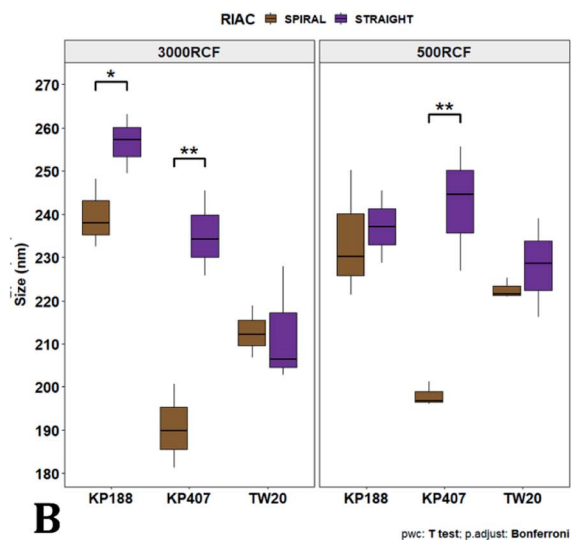 RIAC SPIRAL STRAIGHT
3000RCF 500RCF
270
260
250
240
230
220
210
200
190
180
Size (nm)
* ** **
KP188 KP407 TW20 KP188 KP407 TW20
B
pwc: T test; p.adjust: Bonferroni